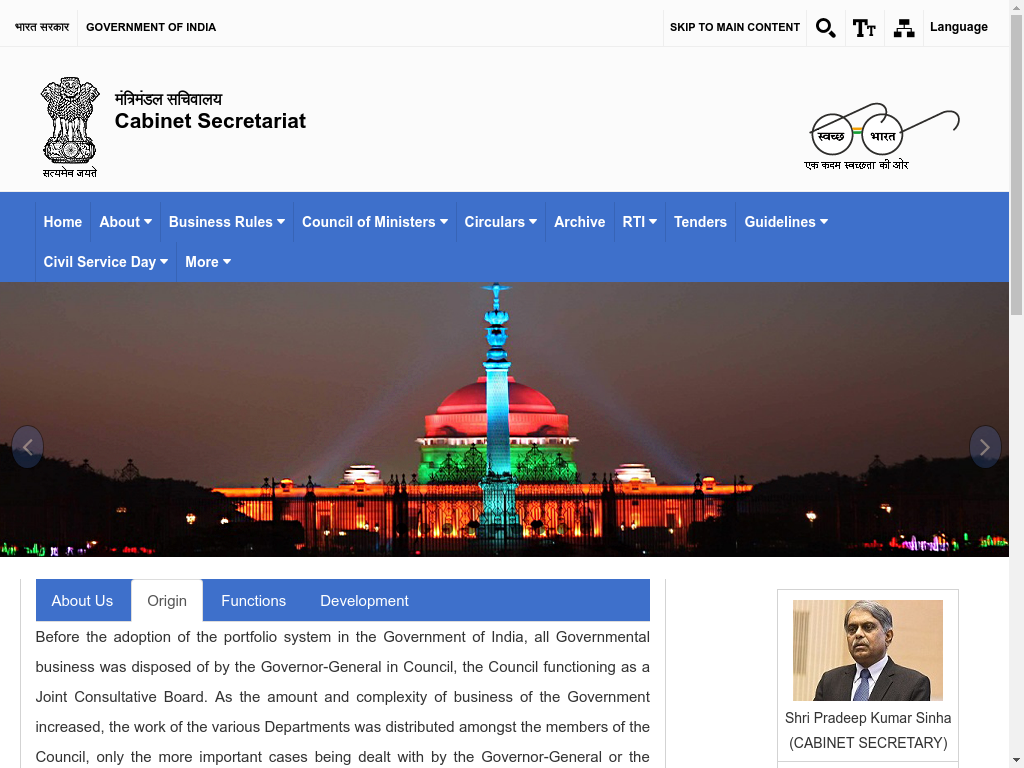 भारत सरकार GOVERNMENT OF INDIA SKIP TO MAIN CONTENT Language
मंत्रिमंडल सचिवालय
Cabinet Secretariat
सत्यमेव जयते
स्वच्छ भारत
एक कदम स्वच्छता की ओर
Home About Business Rules Council of Ministers Circulars Archive RTI Tenders Guidelines
Civil Service Day More
About Us Origin Functions Development
Before the adoption of the portfolio system in the Government of India, all Governmental
business was disposed of by the Governor-General in Council, the Council functioning as a
Joint Consultative Board. As the amount and complexity of business of the Government
increased, the work of the various Departments was distributed amongst the members of the
Council, only the more important cases being dealt with by the Governor-General or the
Shri Pradeep Kumar Sinha
(CABINET SECRETARY)